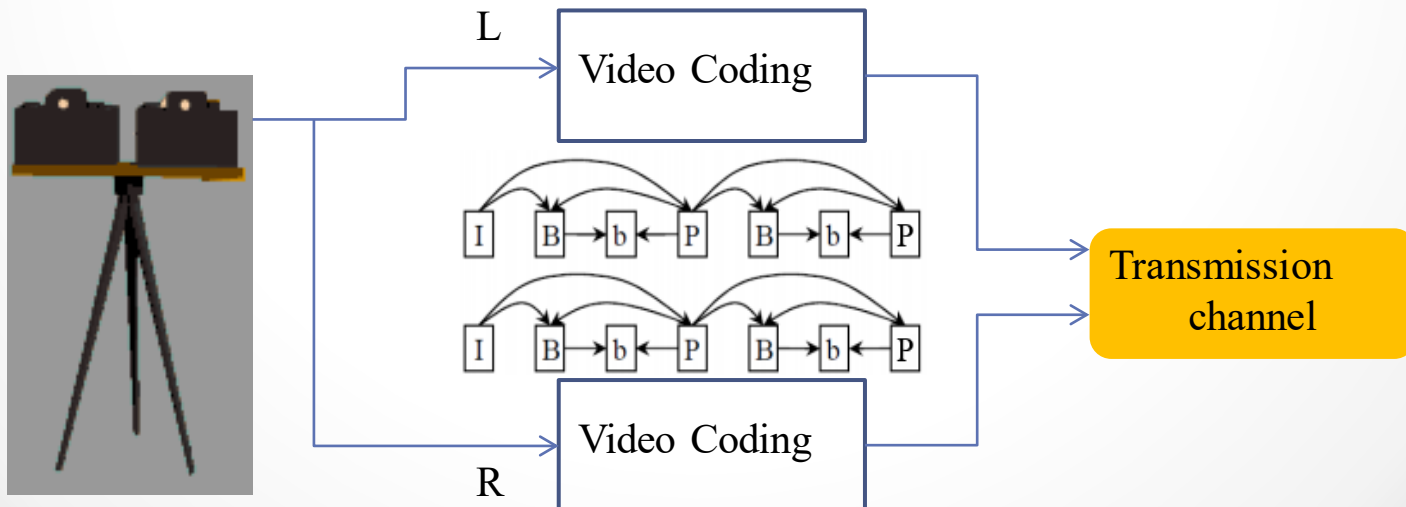 L
Video Coding
I B b P B b P
Transmission
channel
I B b P B b P
Video Coding
R